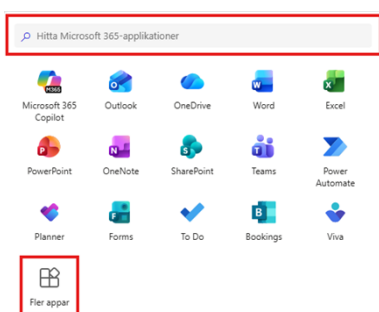 Hitta Microsoft 365-applikationer
M365
Microsoft 365
Copilot
Outlook
OneDrive
Word
Excel
PowerPoint
OneNote
SharePoint
Teams
Power
Automate
Planner
Forms
To Do
Bookings
Viva
Fler appar